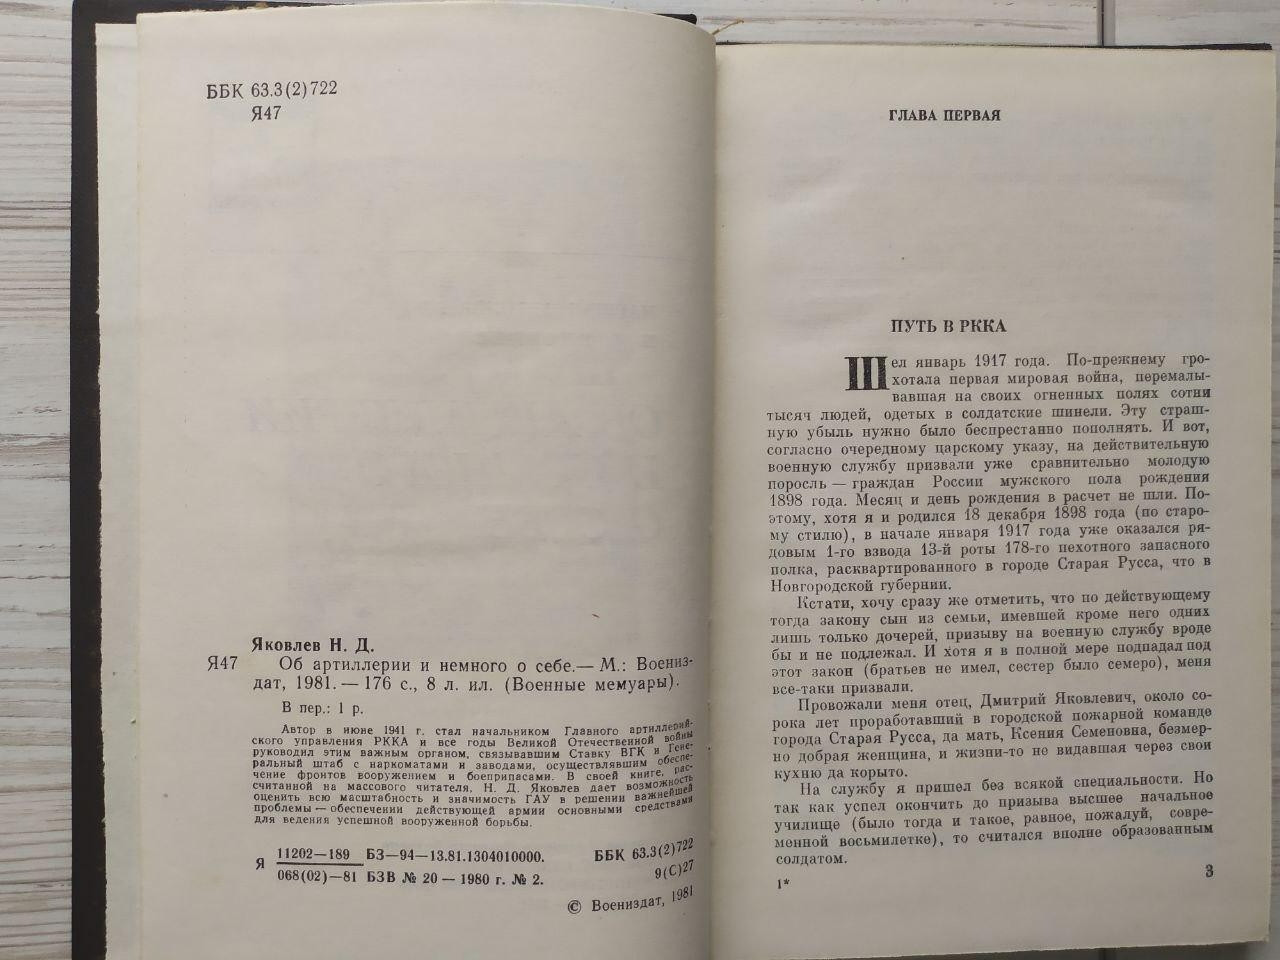 ББК 63.3(2)722
Я47
Яковлев Н. Д.
Я47 Об артиллерии и немного о себе.— М.: Воениз-
дат, 1981.— 176 с., 8 л. ил. (Военные мемуары).
В пер.: 1 р.
Автор в июне 1941 г. стал начальником Главного артиллерий-
ского управления РККА и все годы Великой Отечественной войны
руководил этим важным органом, связывавшим Ставку ВГК и Гене-
ральный штаб с наркоматами и заводами, осуществлявшим обеспе-
чение фронтов вооружением и боеприпасами. В своей книге, рас-
считанной на массового читателя, Н. Д. Яковлев дает возможность
оценить всю масштабность и значимость ГАУ в решении важнейшей
проблемы — обеспечении действующей армии основными средствами
для ведения успешной вооруженной борьбы.
Я 11202—189 БЗ—94—13.81.1304010000. ББК 63.3(2)722
068(02)—81 БЗВ № 20 — 1980 г. № 2. 9(С)27
© Воениздат, 1981
ГЛАВА ПЕРВАЯ
ПУТЬ В РККА
Шел январь 1917 года. По-прежнему гро-
хотала первая мировая война, перемалы-
вавшая на своих огненных полях сотни
тысяч людей, одетых в солдатские шинели. Эту страш-
ную убыль нужно было беспрестанно пополнять. И вот,
согласно очередному царскому указу, на действительную
военную службу призвали уже сравнительно молодую
поросль — граждан России мужского пола рождения
1898 года. Месяц и день рождения в расчет не шли. По-
этому, хотя я и родился 18 декабря 1898 года (по старо-
му стилю), в начале января 1917 года уже оказался ря-
довым 1-го взвода 13-й роты 178-го пехотного запасного
полка, расквартированного в городе Старая Русса, что в
Новгородской губернии.
Кстати, хочу сразу же отметить, что по действующему
тогда закону сын из семьи, имевшей кроме него одних
лишь только дочерей, призыву на военную службу вроде
бы и не подлежал. И хотя я в полной мере подпадал под
этот закон (братьев не имел, сестер было семеро), меня
все-таки призвали.
Провожали меня отец, Дмитрий Яковлевич, около со-
рока лет проработавший в городской пожарной команде
города Старая Русса, да мать, Ксения Семеновна, безмер-
но добрая женщина, и жизни-то не видавшая через свои
кухню да корыто.
На службу я пришел без всякой специальности. Но
так как успел окончить до призыва высшее начальное
училище (было тогда и такое, равное, пожалуй, совре-
менной восьмилетке), то считался вполне образованным
солдатом.
1* 3